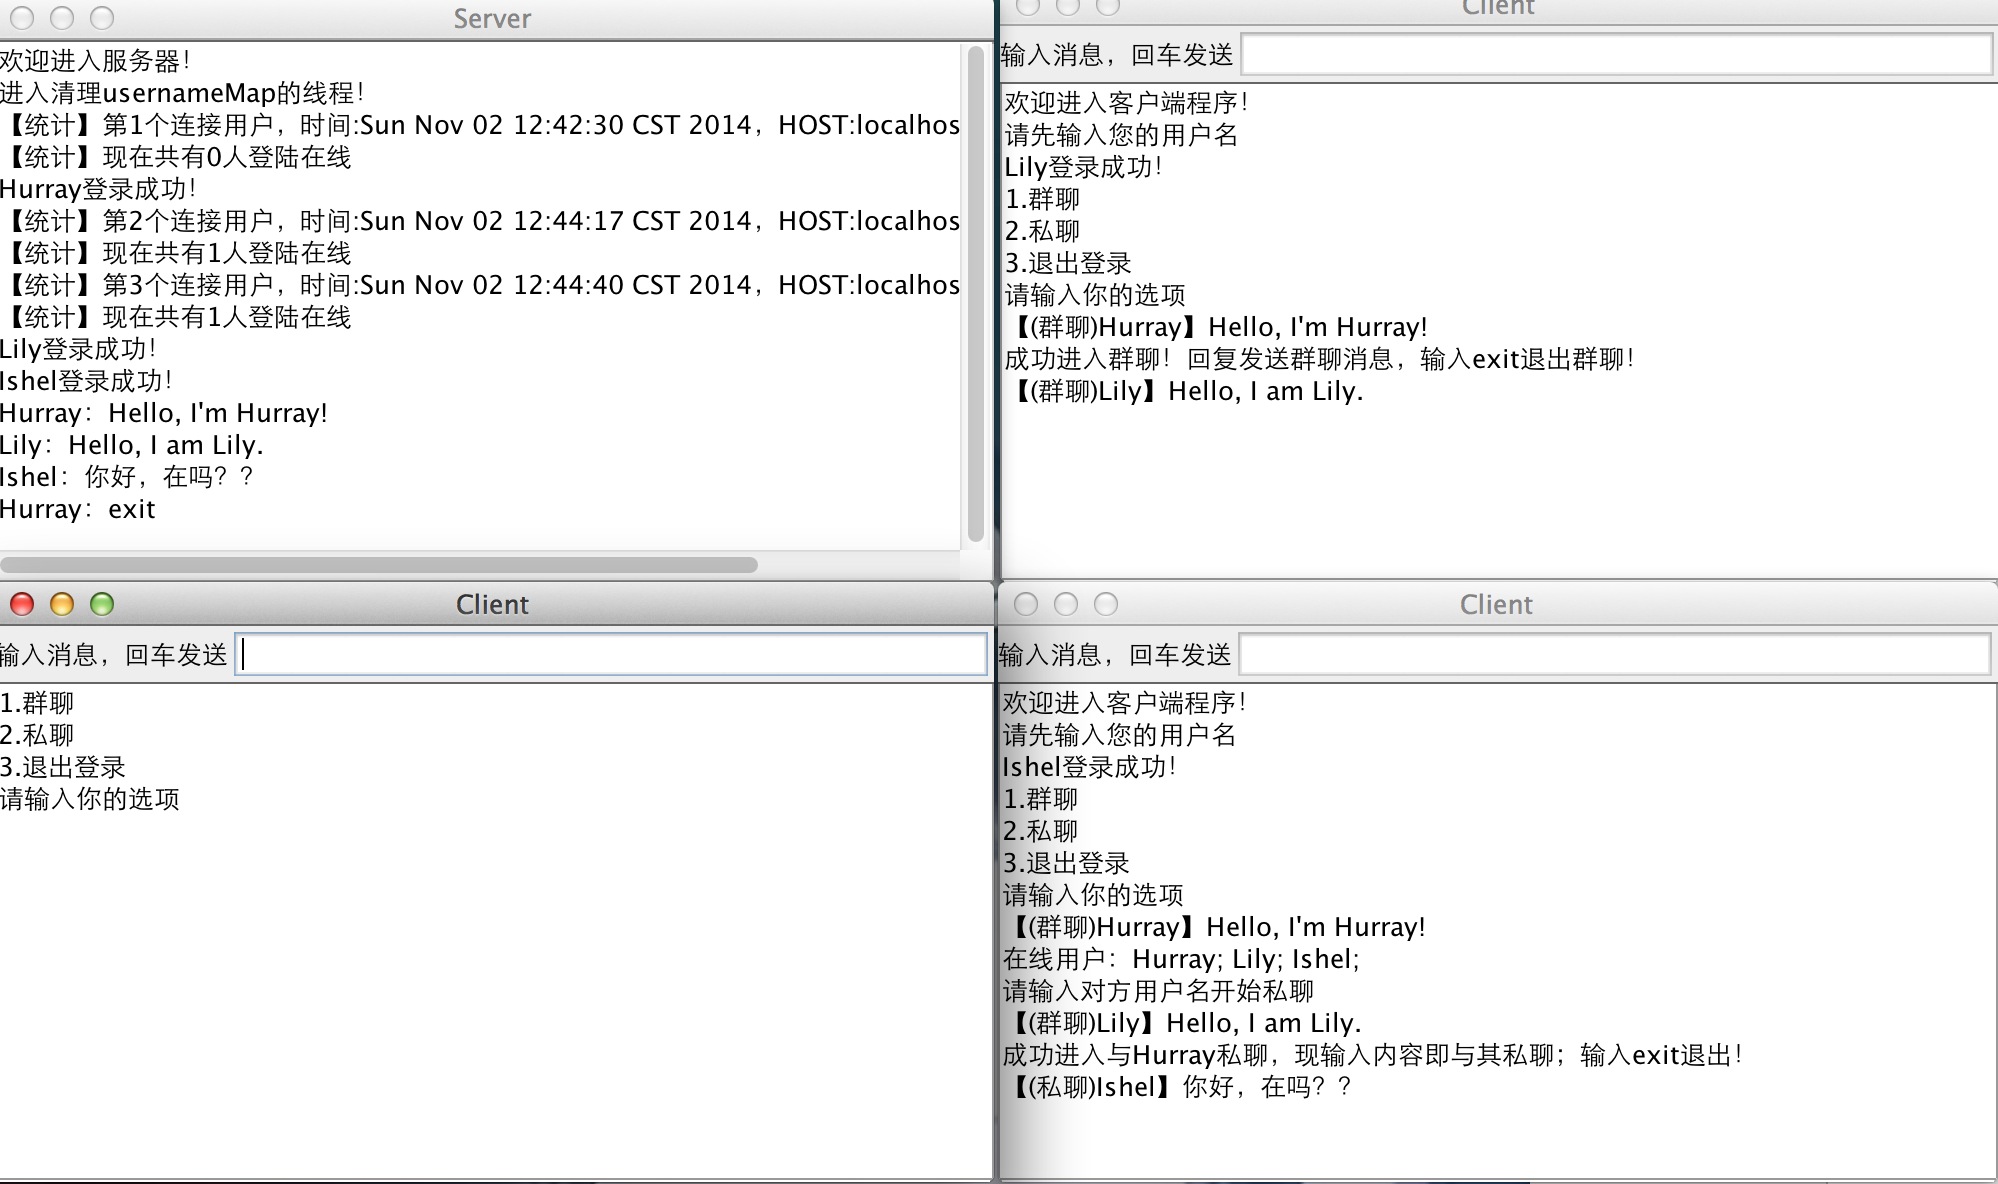 Server
欢迎进入服务器！
进入清理usernameMap的线程！
【统计】第1个连接用户，时间:Sun Nov 02 12:42:30 CST 2014，HOST:localhos
【统计】现在共有0人登陆在线
Hurray登录成功！
【统计】第2个连接用户，时间:Sun Nov 02 12:44:17 CST 2014，HOST:localhos
【统计】现在共有1人登陆在线
【统计】第3个连接用户，时间:Sun Nov 02 12:44:40 CST 2014，HOST:localhos
【统计】现在共有1人登陆在线
Lily登录成功！
Ishel登录成功！
Hurray：Hello, I'm Hurray!
Lily：Hello, I am Lily.
Ishel：你好，在吗？？
Hurray：exit
Client
输入消息，回车发送
欢迎进入客户端程序！
请先输入您的用户名
Lily登录成功！
1.群聊
2.私聊
3.退出登录
请输入你的选项
【(群聊)Hurray】Hello, I'm Hurray!
成功进入群聊！回复发送群聊消息，输入exit退出群聊！
【(群聊)Lily】Hello, I am Lily.
Client
输入消息，回车发送
1.群聊
2.私聊
3.退出登录
请输入你的选项
Client
输入消息，回车发送
欢迎进入客户端程序！
请先输入您的用户名
Ishel登录成功！
1.群聊
2.私聊
3.退出登录
请输入你的选项
【(群聊)Hurray】Hello, I'm Hurray!
在线用户：Hurray; Lily; Ishel;
请输入对方用户名开始私聊
【(群聊)Lily】Hello, I am Lily.
成功进入与Hurray私聊，现输入内容即与其私聊；输入exit退出！
【(私聊)Ishel】你好，在吗？？